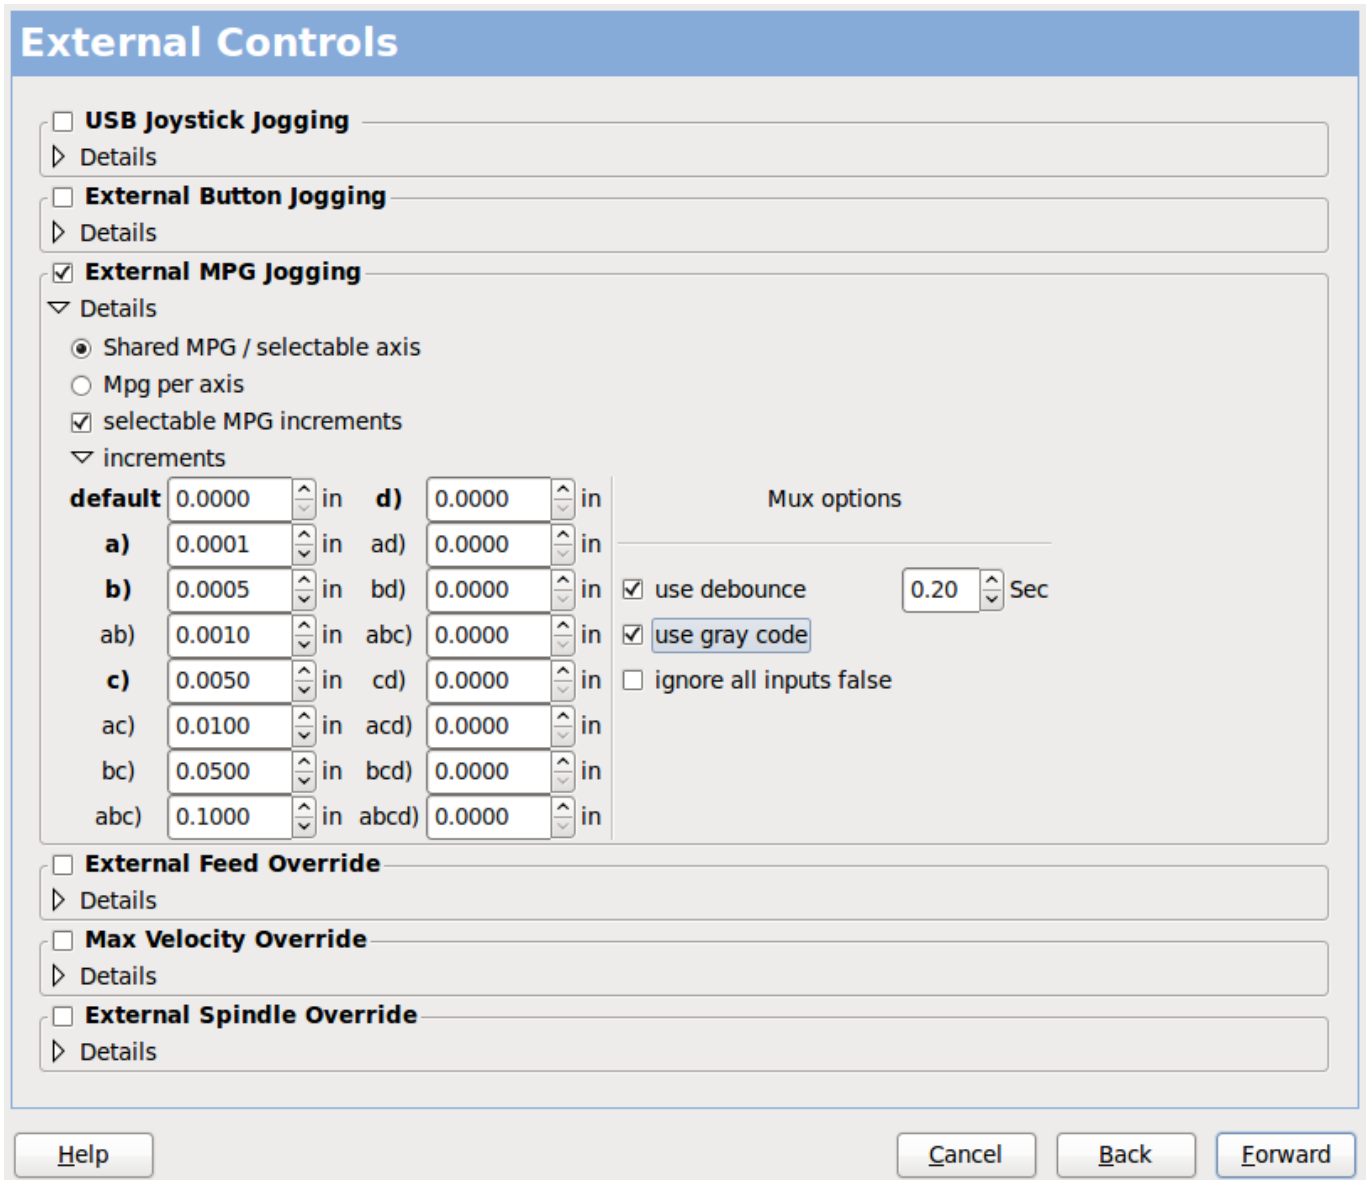 External Controls
USB Joystick Jogging
Details
External Button Jogging
Details
External MPG Jogging
Details
Shared MPG / selectable axis
Mpg per axis
selectable MPG increments
increments
default 0.0000 in d) 0.0000 in Mux options
a) 0.0001 in ad) 0.0000 in
b) 0.0005 in bd) 0.0000 in use debounce 0.20 Sec
ab) 0.0010 in abc) 0.0000 in use gray code
c) 0.0050 in cd) 0.0000 in ignore all inputs false
ac) 0.0100 in acd) 0.0000 in
bc) 0.0500 in bcd) 0.0000 in
abc) 0.1000 in abcd) 0.0000 in
External Feed Override
Details
Max Velocity Override
Details
External Spindle Override
Details
Help Cancel Back Forward